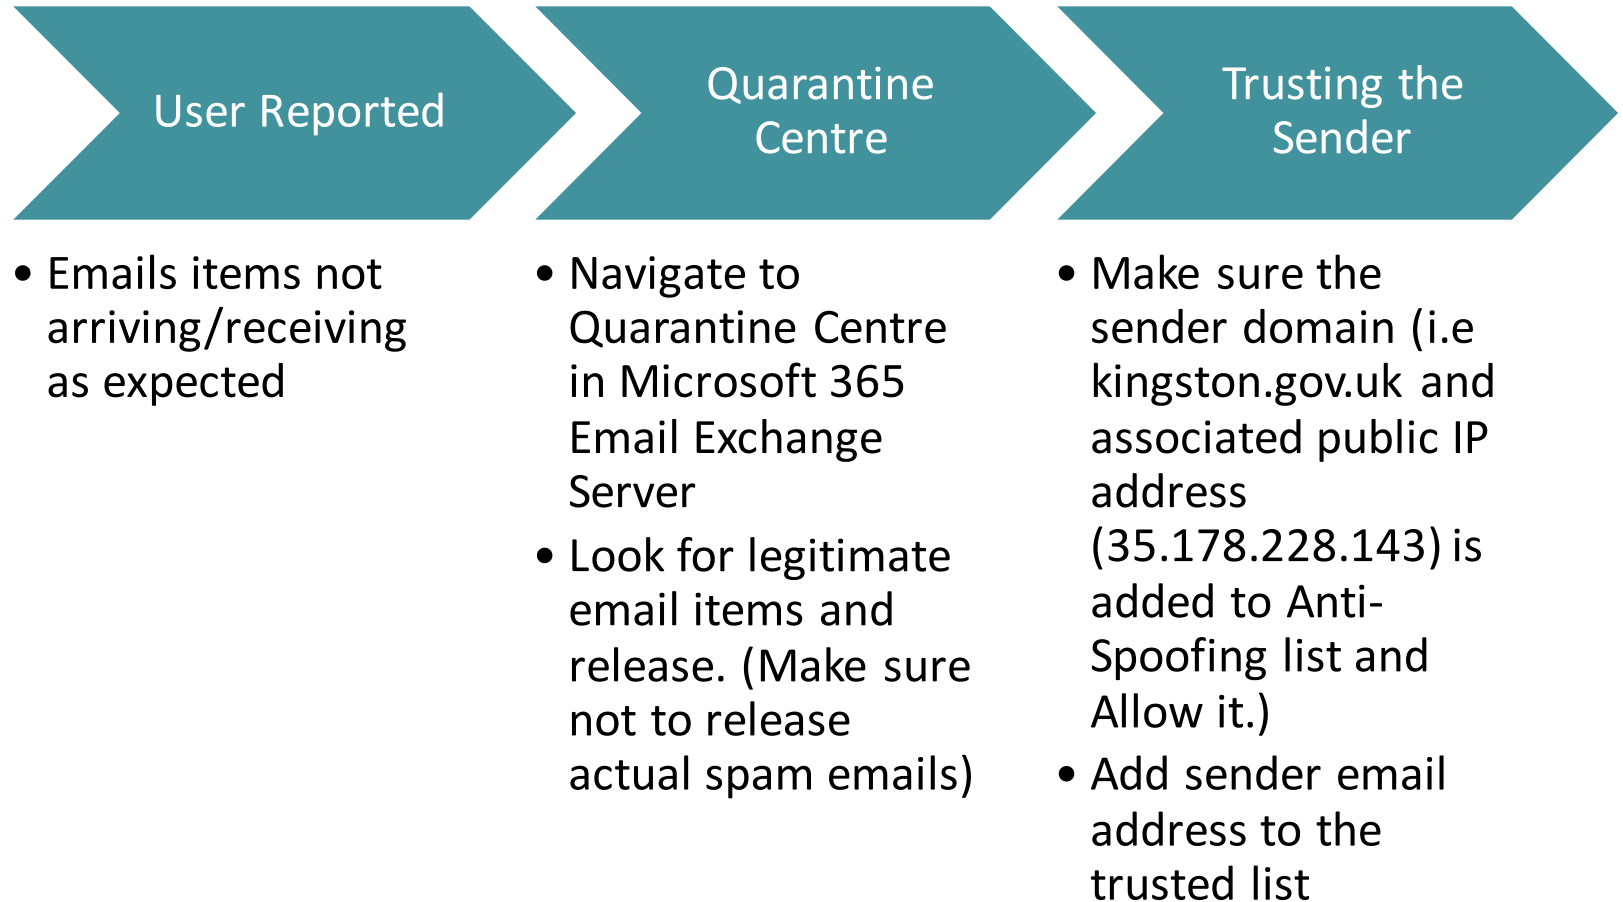 User Reported
• Emails items not
arriving/receiving
as expected
Quarantine
Centre
• Navigate to
Quarantine Centre
in Microsoft 365
Email Exchange
Server
• Look for legitimate
email items and
release. (Make sure
not to release
actual spam emails)
Trusting the
Sender
• Make sure the
sender domain (i.e
kingston.gov.uk and
associated public IP
address
(35.178.228.143) is
added to Anti-
Spoofing list and
Allow it.)
• Add sender email
address to the
trusted list